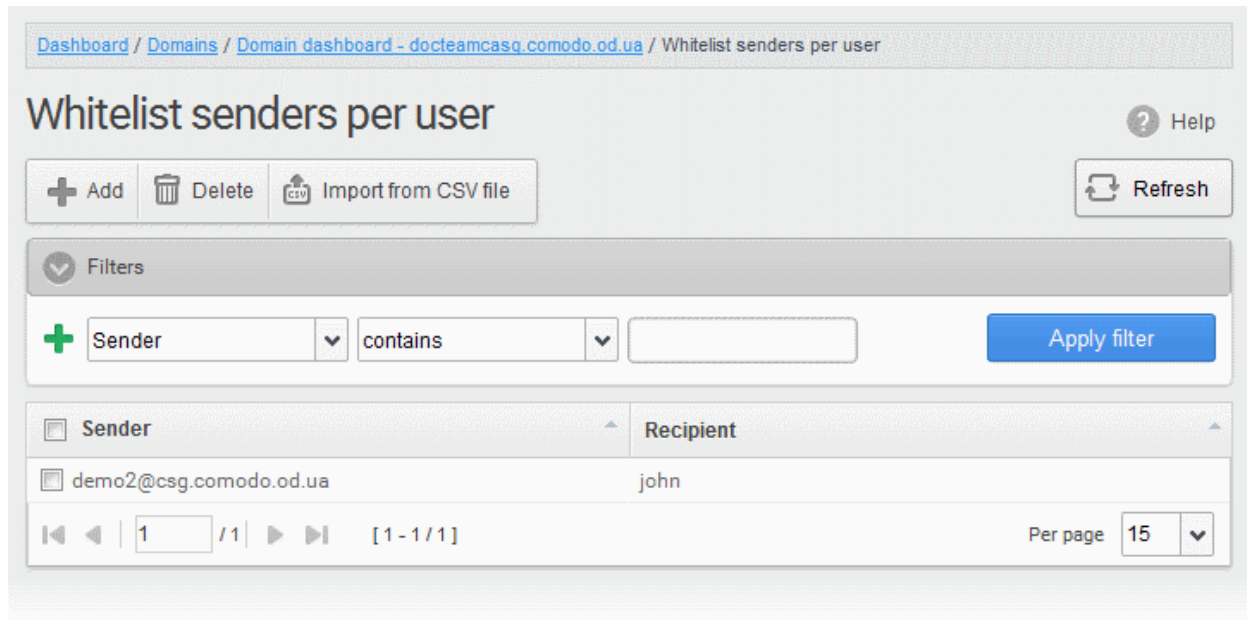 Dashboard / Domains / Domain dashboard - docteamcasg.comodo.od.ua / Whitelist senders per user
Whitelist senders per user
Help
Add Delete CSV Import from CSV file
Refresh
Filters
Sender contains Apply filter
Sender Recipient
demo2@csg.comodo.od.ua john
1 / 1 [ 1 - 1 / 1 ] Per page 15